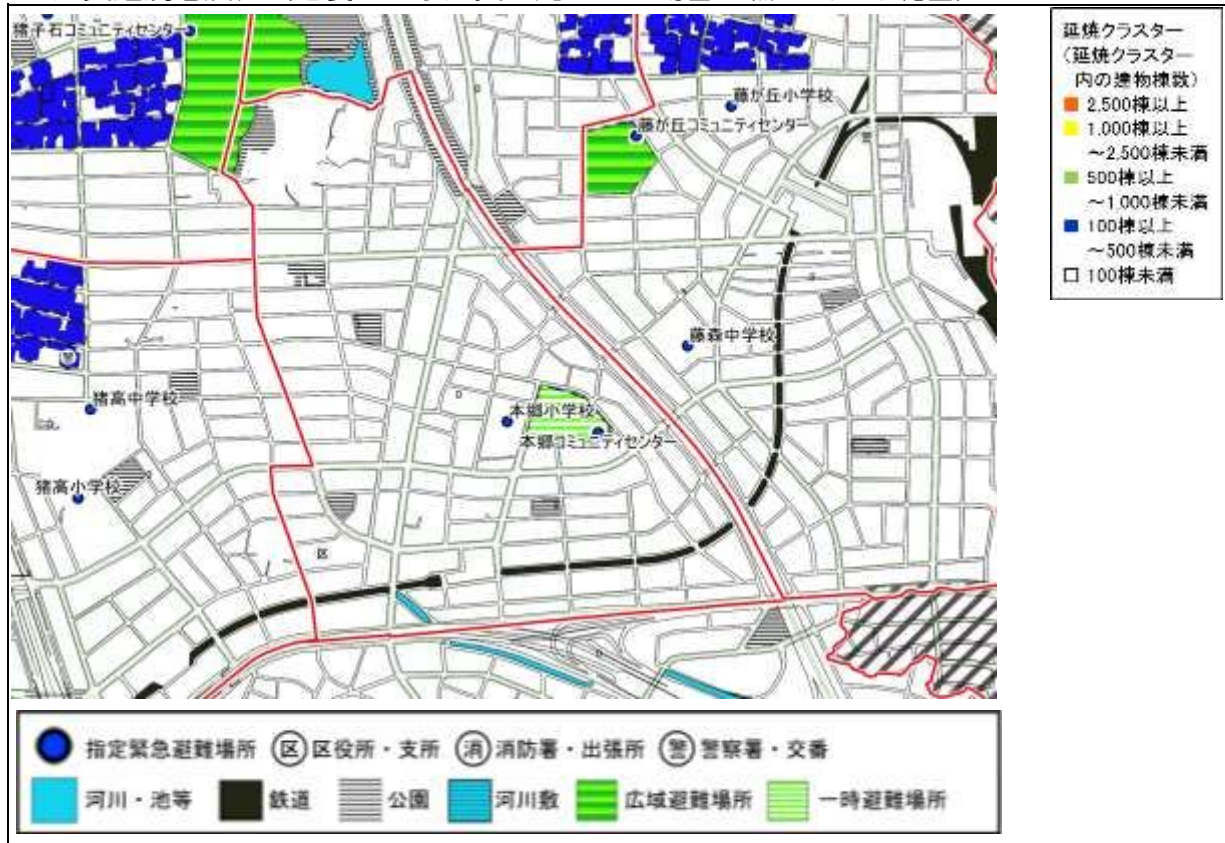 猪子石コミュニティセンター
藤が丘小学校
藤が丘コミュニティセンター
藤森中学校
猪高中学校
本郷小学校
本郷コミュニティセンター
猪高小学校
区
延焼クラスター
(延焼クラスター
内の建物棟数)
2,500棟以上
1,000棟以上
~2,500棟未満
500棟以上
~1,000棟未満
100棟以上
~500棟未満
100棟未満
指定緊急避難場所 区 区役所・支所 消 消防署・出張所 警 警察署・交番
河川・池等 鉄道 公園 河川敷 広域避難場所 一時避難場所